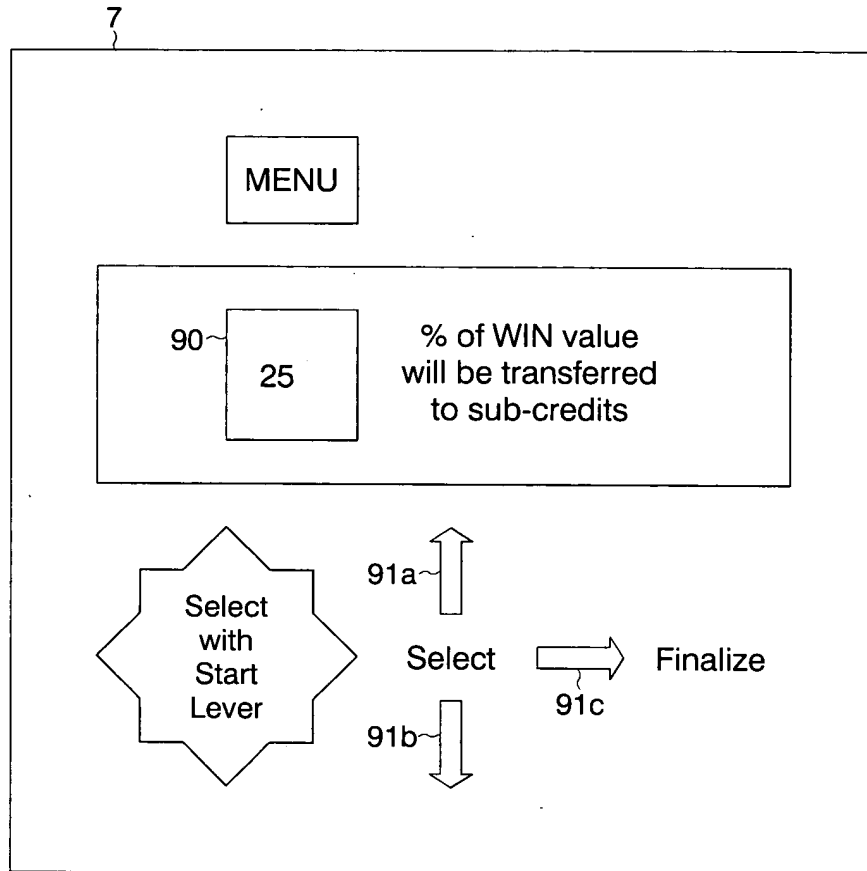 7
MENU
90
25
% of WIN value
will be transferred
to sub-credits
Select
with
Start
Lever
91a
Select
Finalize
91c
91b